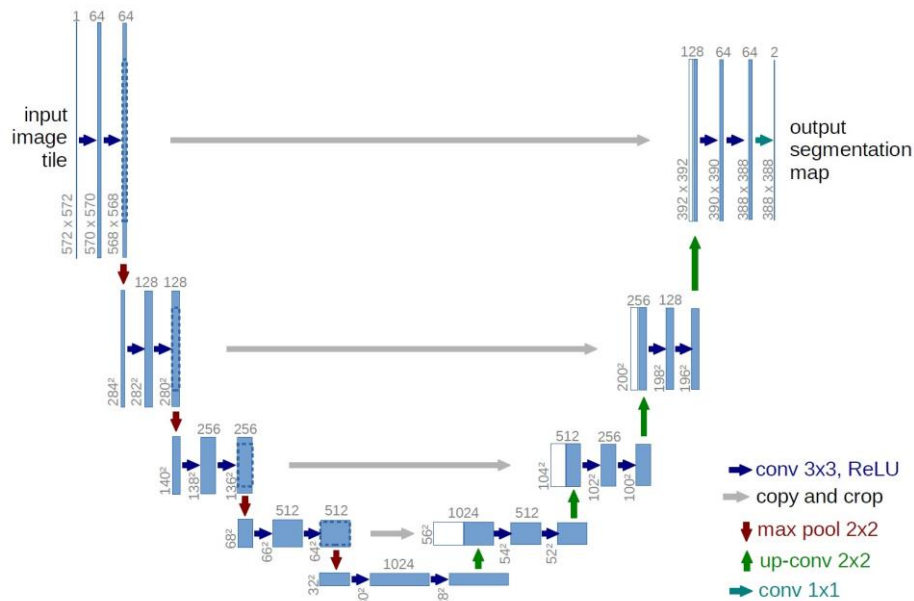 1 64 64
128 64 64 2
input
image
tile
output
segmentation
map
572 x 572
570 x 570
568 x 568
392 x 392
390 x 390
388 x 388
388 x 388
128 128
256 128
284²
282²
280²
200²
198²
196²
256 256
512 256
140²
138²
136²
104²
102²
100²
512 512
1024 512
68²
66²
64²
56²
54²
52²
1024
32²
conv 3x3, ReLU
copy and crop
max pool 2x2
up-conv 2x2
conv 1x1